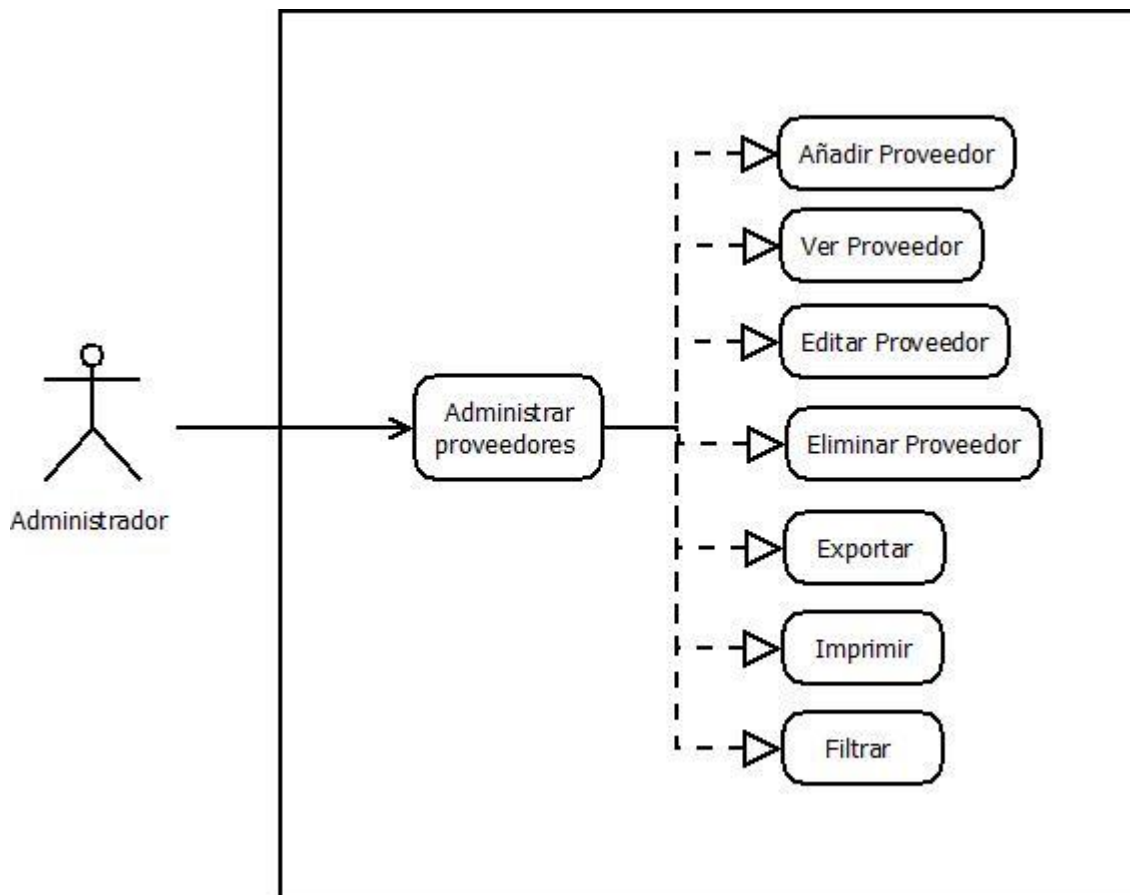 Añadir Proveedor
Ver Proveedor
Editar Proveedor
Administrar
proveedores
Eliminar Proveedor
Administrador
Exportar
Imprimir
Filtrar